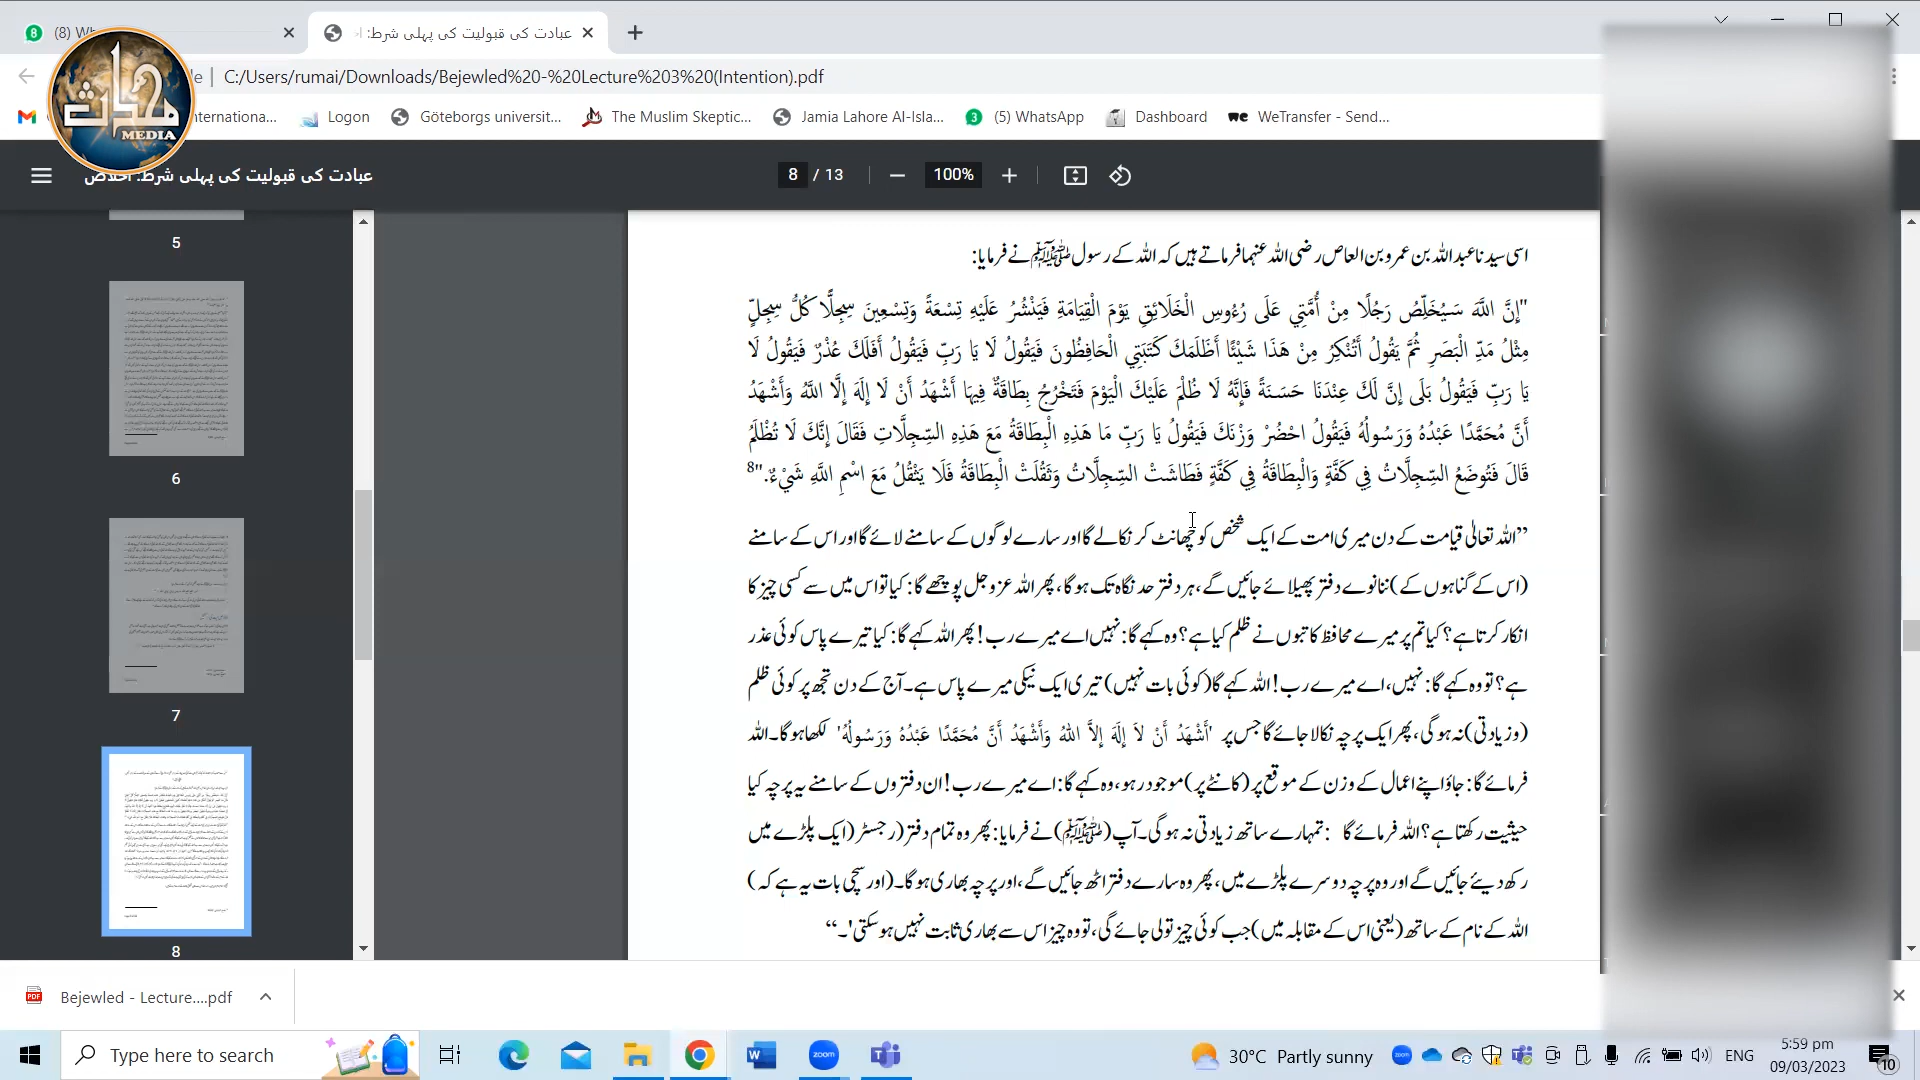 (8) Wh
عبادت کی قبولیت کی پہلی شرط: ا
C:/Users/rumai/Downloads/Bejewled%20-%20Lecture%203%20(Intention).pdf
nternationa...
Logon
Göteborgs universit...
The Muslim Skeptic...
Jamia Lahore Al-Isla...
(5) WhatsApp
Dashboard
WeTransfer - Send...
محدث
MEDIA
عبادت کی قبولیت کی پہلی شرط: اخلاص
8 / 13
100%
5
6
7
8
اسی سیدنا عبد اللہ بن عمرو بن العاص رضی اللہ عنہما فرماتے ہیں کہ اللہ کے رسول ﷺ نے فرمایا:
"إِنَّ اللَّهَ سَيُخَلِّصُ رَجُلًا مِنْ أُمَّتِي عَلَى رُءُوسِ الْخَلَائِقِ يَوْمَ الْقِيَامَةِ فَيَنْشُرُ عَلَيْهِ تِسْعَةً وَتِسْعِينَ سِجِلًّا كُلُّ سِجِلٍّ
مِثْلُ مَدِّ الْبَصَرِ ثُمَّ يَقُولُ أَتُنْكِرُ مِنْ هَذَا شَيْئًا أَظَلَمَكَ كَتَبَتِي الْحَافِظُونَ فَيَقُولُ لَا يَا رَبِّ فَيَقُولُ أَفَلَكَ عُذْرٌ فَيَقُولُ لَا
يَا رَبِّ فَيَقُولُ بَلَى إِنَّ لَكَ عِنْدَنَا حَسَنَةً فَإِنَّهُ لَا ظُلْمَ عَلَيْكَ الْيَوْمَ فَتَخْرُجُ بِطَاقَةٌ فِيهَا أَشْهَدُ أَنْ لَا إِلَهَ إِلَّا اللَّهُ وَأَشْهَدُ
أَنَّ مُحَمَّدًا عَبْدُهُ وَرَسُولُهُ فَيَقُولُ احْضُرْ وَزْنَكَ فَيَقُولُ يَا رَبِّ مَا هَذِهِ الْبِطَاقَةُ مَعَ هَذِهِ السِّجِلَّاتِ فَقَالَ إِنَّكَ لَا تُظْلَمُ
قَالَ فَتُوضَعُ السِّجِلَّاتُ فِي كَفَّةٍ وَالْبِطَاقَةُ فِي كَفَّةٍ فَطَاشَتْ السِّجِلَّاتُ وَثَقُلَتْ الْبِطَاقَةُ فَلَا يَثْقُلُ مَعَ اسْمِ اللَّهِ شَيْءٌ."8
”اللہ تعالیٰ قیامت کے دن میری امت کے ایک شخص کو چھانٹ کر نکالے گا اور سارے لوگوں کے سامنے لائے گا اور اس کے سامنے
(اس کے گناہوں کے) ننانوے دفتر پھیلائے جائیں گے، ہر دفتر حد نگاہ تک ہو گا، پھر اللہ عز و جل پوچھے گا: کیا تو اس میں سے کسی چیز کا
انکار کرتا ہے؟ کیا تم پر میرے محافظ کاتبوں نے ظلم کیا ہے؟ وہ کہے گا: نہیں اے میرے رب! پھر اللہ کہے گا: کیا تیرے پاس کوئی عذر
ہے؟ تو وہ کہے گا: نہیں، اے میرے رب! اللہ کہے گا (کوئی بات نہیں) تیری ایک نیکی میرے پاس ہے۔ آج کے دن تجھ پر کوئی ظلم
(و زیادتی) نہ ہو گی، پھر ایک پرچہ نکالا جائے گا جس پر 'أَشْهَدُ أَنْ لاَ إِلَهَ إِلاَّ اللهُ وَأَشْهَدُ أَنَّ مُحَمَّدًا عَبْدُهُ وَرَسُولُهُ' لکھا ہو گا۔ اللہ
فرمائے گا: جاؤ اپنے اعمال کے وزن کے موقع پر (کانٹے پر) موجود رہو، وہ کہے گا: اے میرے رب! ان دفتروں کے سامنے یہ پرچہ کیا
حیثیت رکھتا ہے؟ اللہ فرمائے گا : تمہارے ساتھ زیادتی نہ ہو گی۔ آپ (ﷺ) نے فرمایا: پھر وہ تمام دفتر (رجسٹر) ایک پلڑے میں
رکھ دیئے جائیں گے اور وہ پرچہ دوسرے پلڑے میں، پھر وہ سارے دفتر اٹھ جائیں گے، اور پرچہ بھاری ہو گا۔ (اور سچی بات یہ ہے کہ)
اللہ کے نام کے ساتھ (یعنی اس کے مقابلہ میں) جب کوئی چیز تولی جائے گی، تو وہ چیز اس سے بھاری ثابت نہیں ہو سکتی'۔“
Bejewled - Lecture....pdf
Type here to search
30°C Partly sunny
ENG
5:59 pm
09/03/2023
10